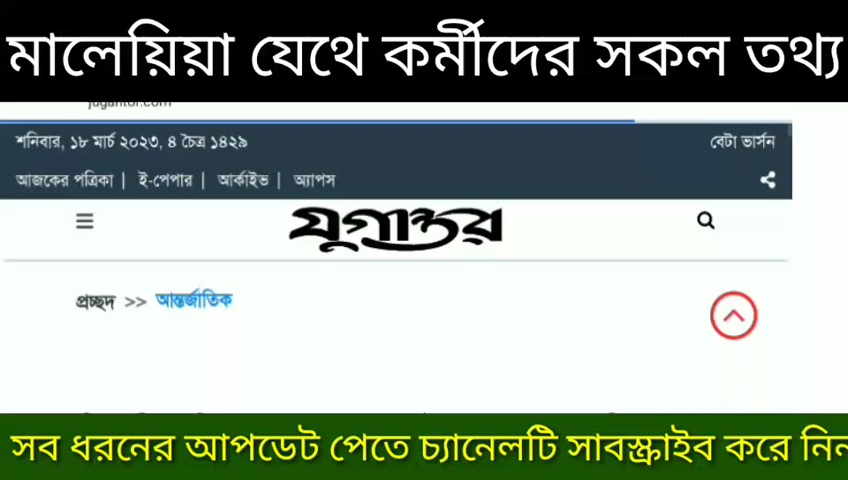 মালেয়িয়া যেথে কর্মীদের সকল তথ্য
jugantor.com
শনিবার, ১৮ মার্চ ২০২৩, ৪ চৈত্র ১৪২৯
বেটা ভার্সন
আজকের পত্রিকা | ই-পেপার | আর্কাইভ | অ্যাপস
যুগান্তর
প্রচ্ছদ >> আন্তর্জাতিক
সব ধরনের আপডেট পেতে চ্যানেলটি সাবস্ক্রাইব করে নিন